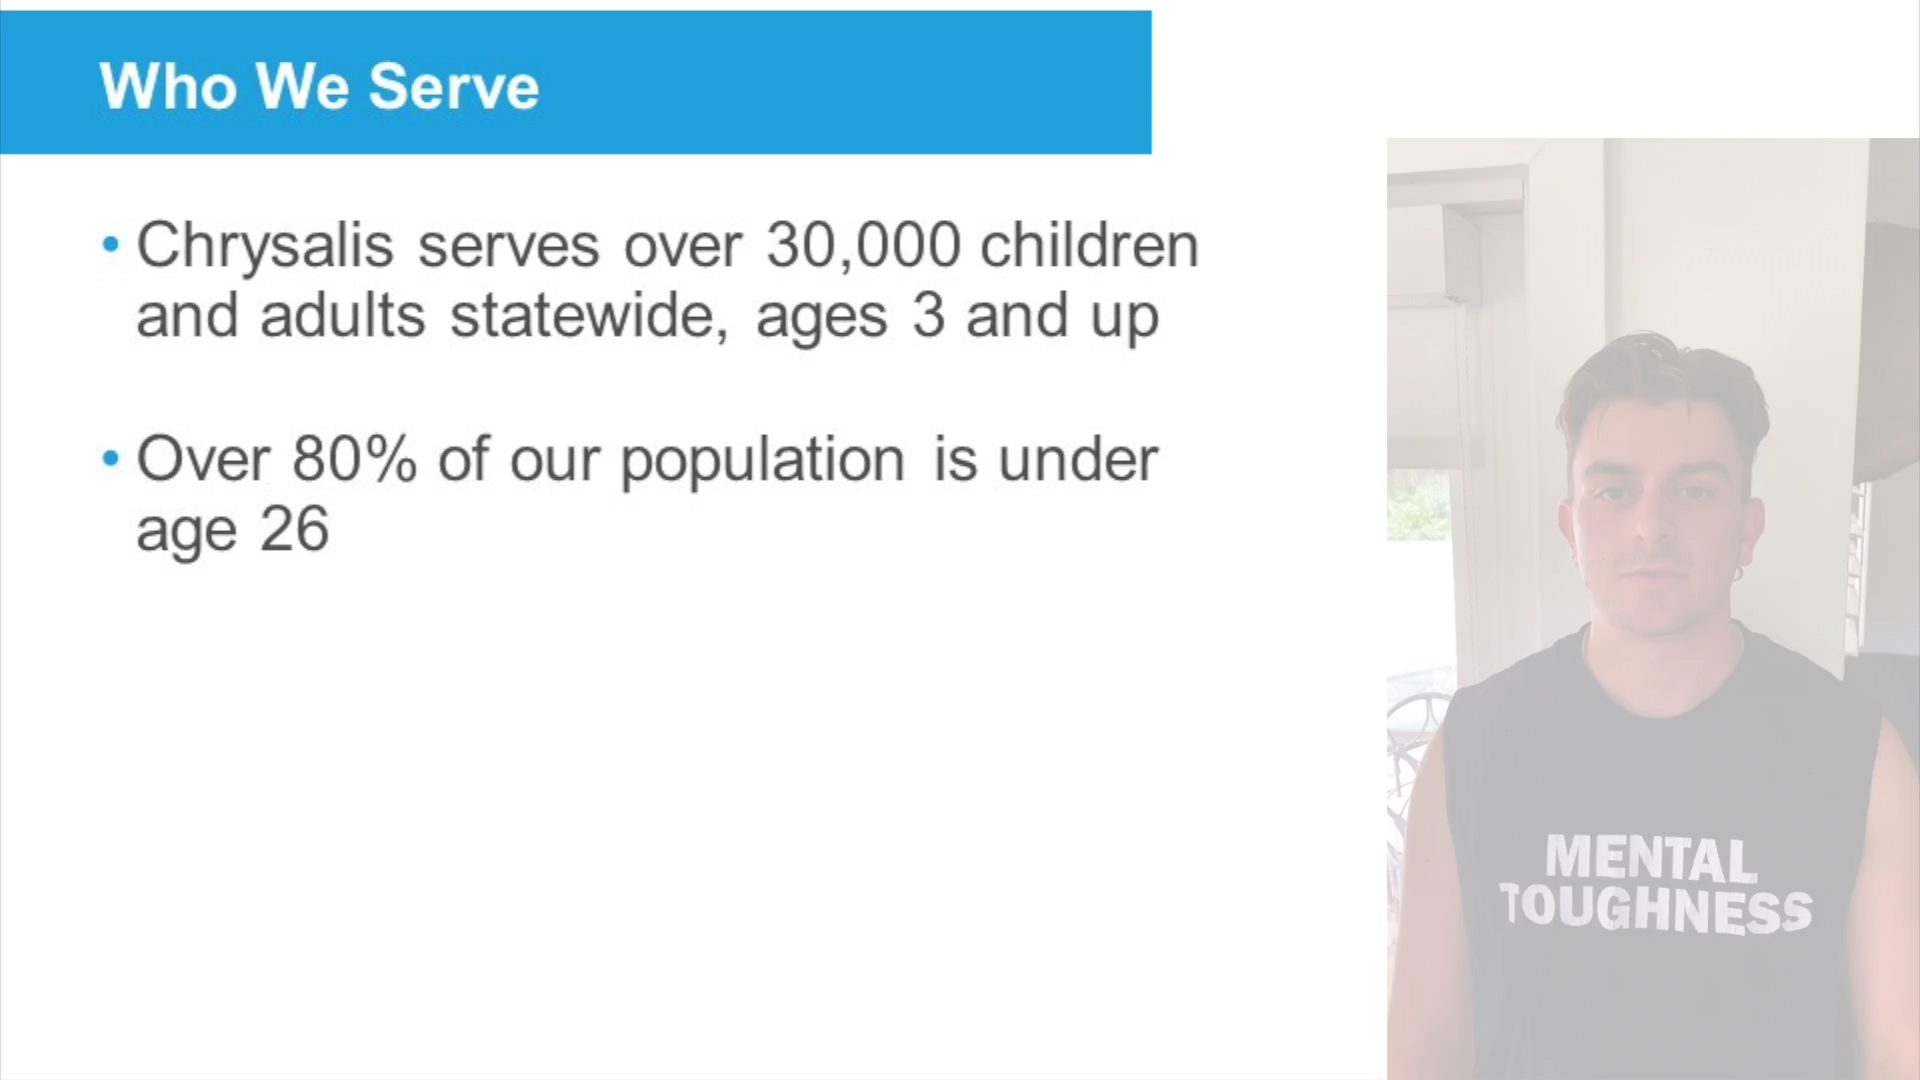 Who We Serve
• Chrysalis serves over 30,000 children
and adults statewide, ages 3 and up
• Over 80% of our population is under
age 26
MENTAL
TOUGHNESS